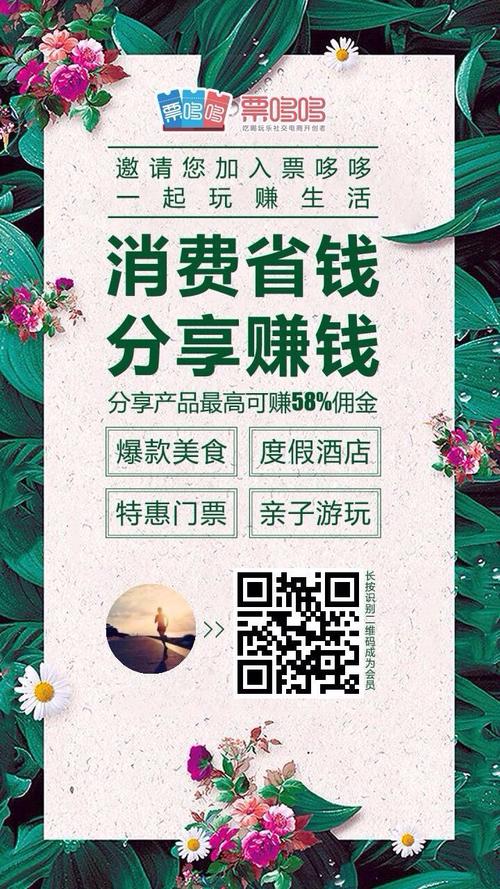 票哆哆 票哆哆
吃喝玩乐社交电商开创者
邀请您加入票哆哆
一起玩赚生活
消费省钱
分享赚钱
分享产品最高可赚58%佣金
爆款美食 度假酒店
特惠门票 亲子游玩
>>
长按识别二维码成为会员